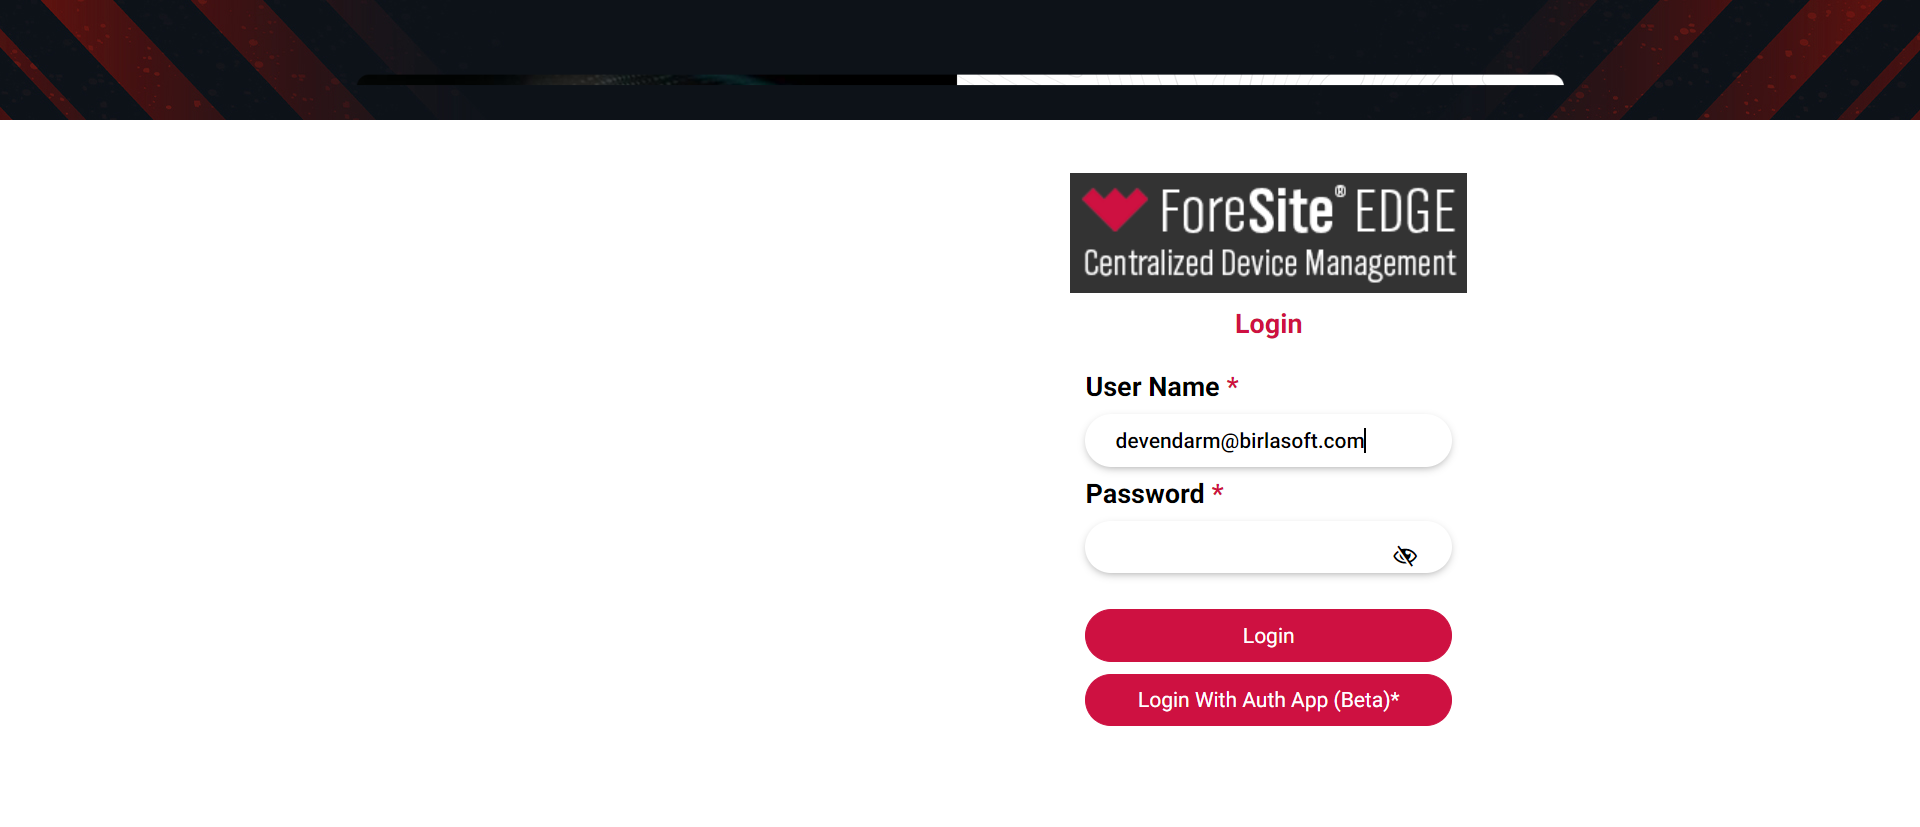 ForeSite® EDGE
Centralized Device Management
Login
User Name *
devendarm@birlasoft.com
Password *
Login
Login With Auth App (Beta)*